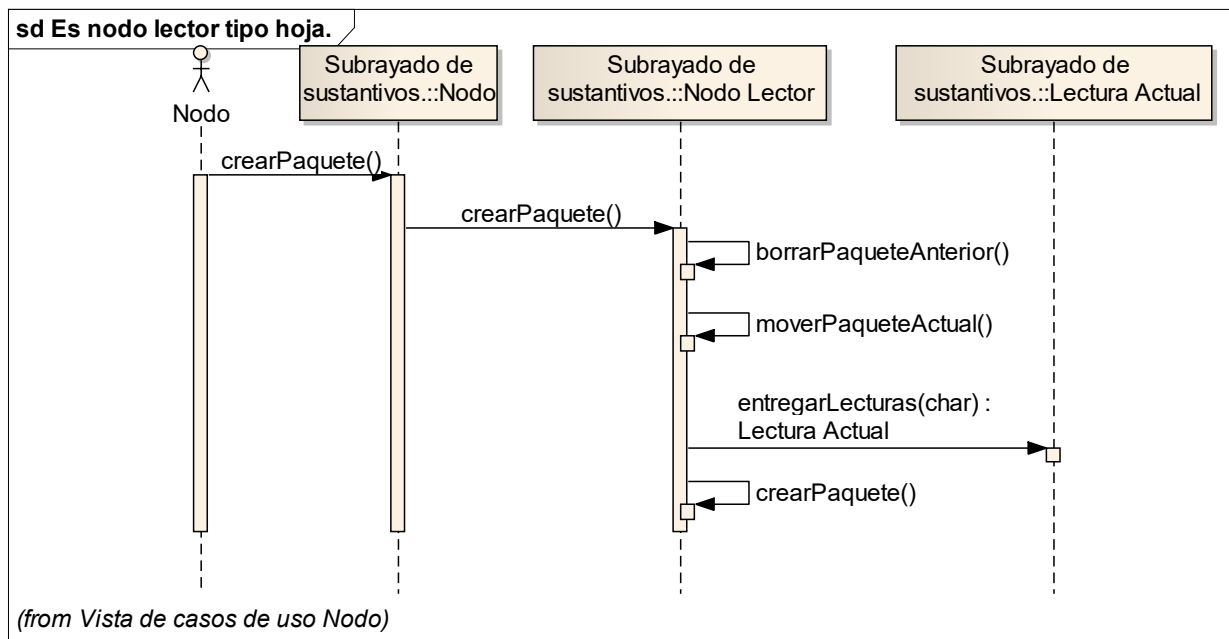 sd Es nodo lector tipo hoja.
Nodo
Subrayado de
sustantivos.::Nodo
Subrayado de
sustantivos.::Nodo Lector
Subrayado de
sustantivos.::Lectura Actual
crearPaquete()
crearPaquete()
borrarPaqueteAnterior()
moverPaqueteActual()
entregarLecturas(char) :
Lectura Actual
crearPaquete()
(from Vista de casos de uso Nodo)